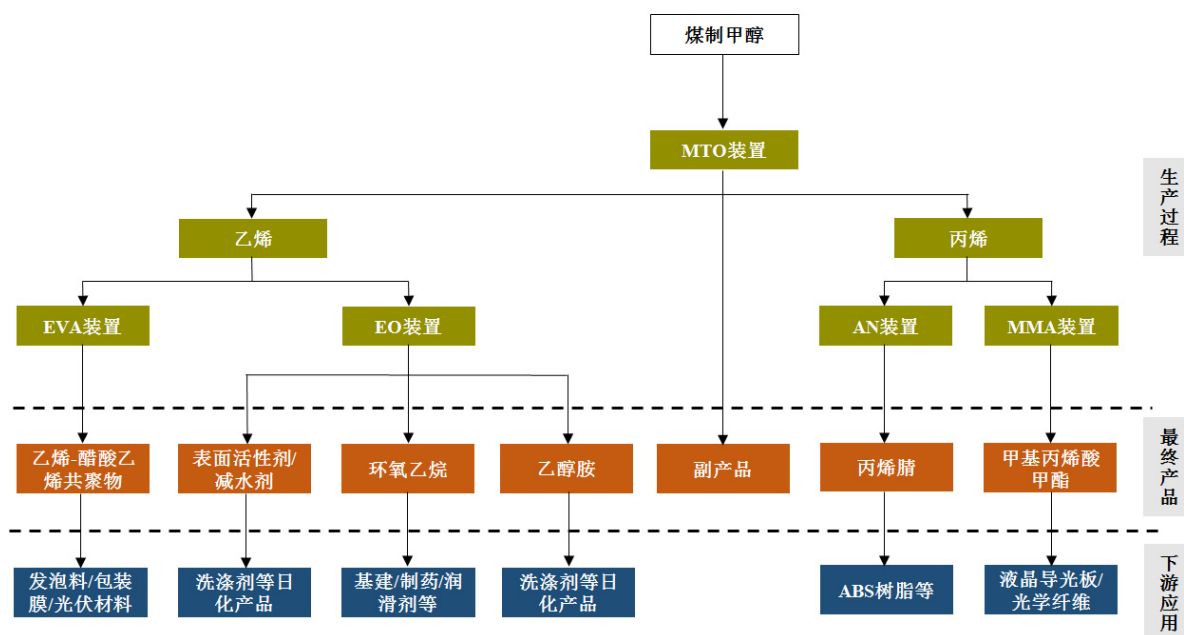 煤制甲醇
MTO装置
生产过程
乙烯
丙烯
EVA装置
EO装置
AN装置
MMA装置
乙烯-醋酸乙
烯共聚物
表面活性剂/
减水剂
环氧乙烷
乙醇胺
副产品
丙烯腈
甲基丙烯酸
甲酯
最终产品
发泡料/包装
膜/光伏材料
洗涤剂等日
化产品
基建/制药/润
滑剂等
洗涤剂等日
化产品
ABS树脂等
液晶导光板/
光学纤维
下游应用